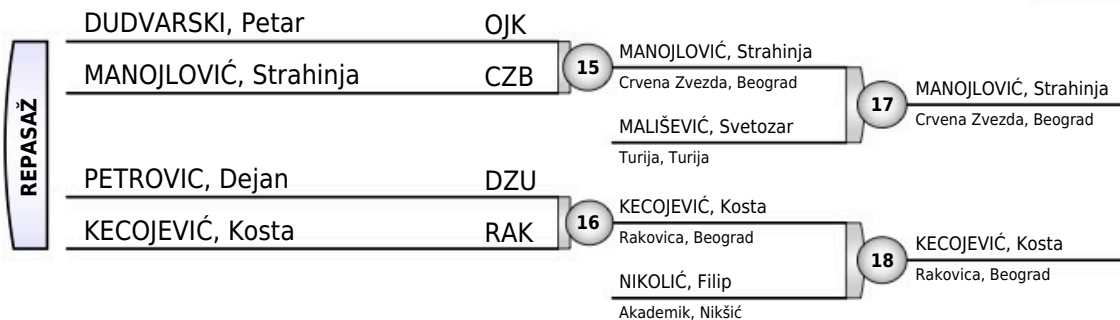 REPASAŽ
DUDVARSKI, Petar OJK
MANOJLOVIĆ, Strahinja CZB
PETROVIC, Dejan DZU
KECOJEVIĆ, Kosta RAK
15
MANOJLOVIĆ, Strahinja
Crvena Zvezda, Beograd
MALIŠEVIĆ, Svetozar
Turija, Turija
16
KECOJEVIĆ, Kosta
Rakovica, Beograd
NIKOLIĆ, Filip
Akademik, Nikšić
17
MANOJLOVIĆ, Strahinja
Crvena Zvezda, Beograd
18
KECOJEVIĆ, Kosta
Rakovica, Beograd